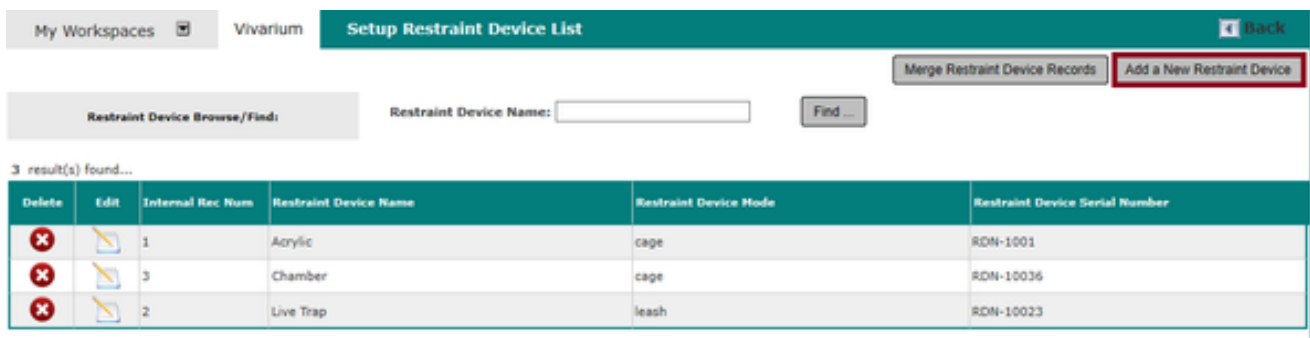 My Workspaces Vivarium Setup Restraint Device List Back
Merge Restraint Device Records Add a New Restraint Device
Restraint Device Browse/Find: Restraint Device Name: Find ...
3 result(s) found...
Delete Edit Internal Rec Num Restraint Device Name Restraint Device Mode Restraint Device Serial Number
1 Acrylic cage RDN-1001
3 Chamber cage RDN-10036
2 Live Trap leash RDN-10023